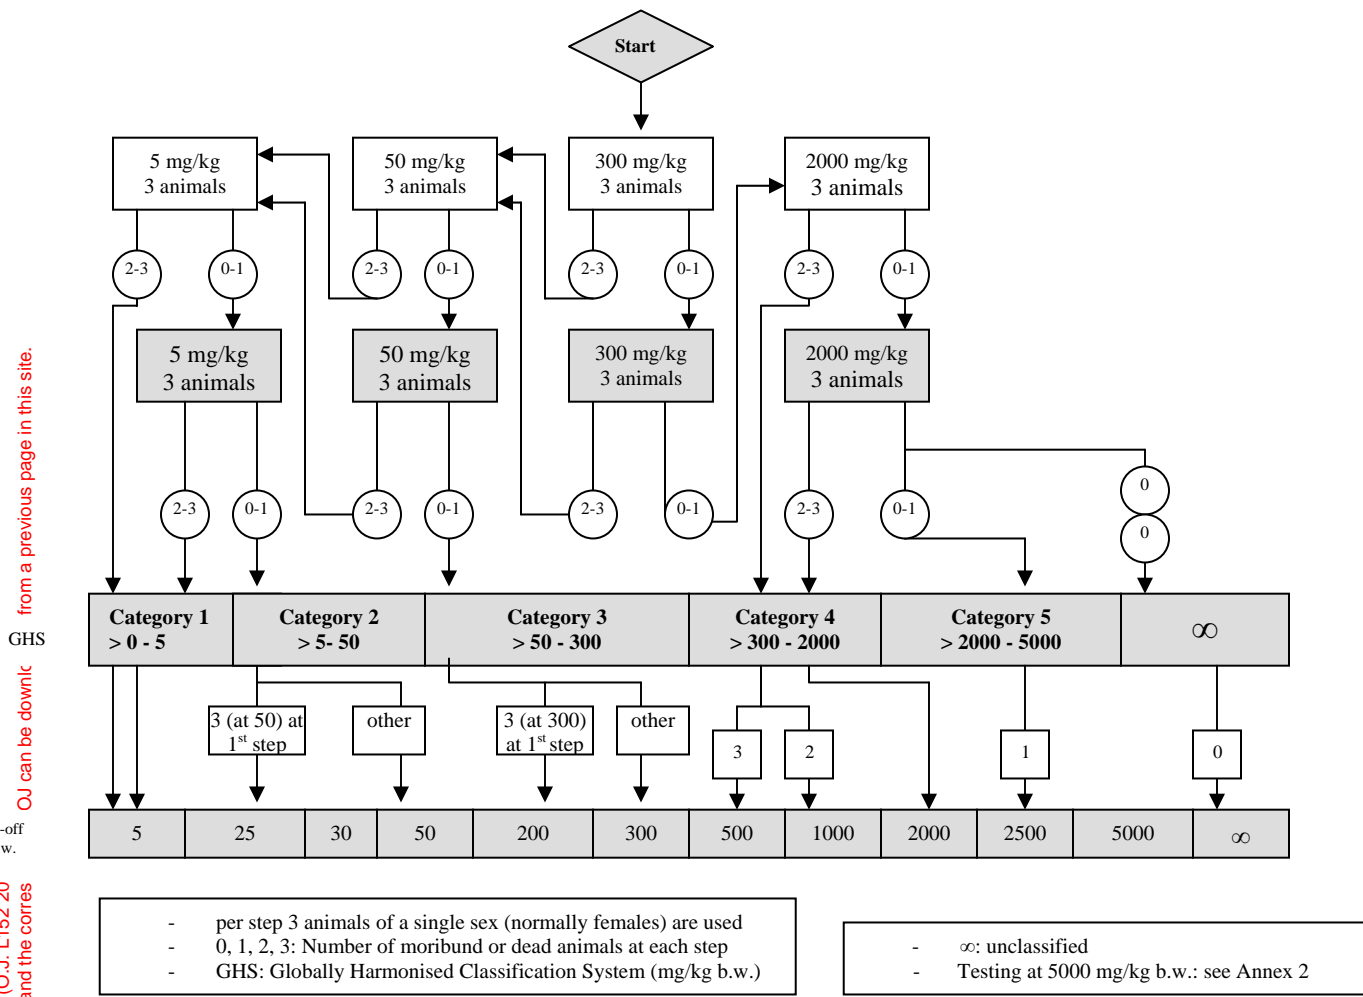 Start
5 mg/kg
3 animals
50 mg/kg
3 animals
300 mg/kg
3 animals
2000 mg/kg
3 animals
2-3
0-1
2-3
0-1
2-3
0-1
2-3
0-1
5 mg/kg
3 animals
50 mg/kg
3 animals
300 mg/kg
3 animals
2000 mg/kg
3 animals
2-3
0-1
2-3
0-1
2-3
0-1
2-3
0-1
0
0
GHS
Category 1
> 0 - 5
Category 2
> 5- 50
Category 3
> 50 - 300
Category 4
> 300 - 2000
Category 5
> 2000 - 5000
∞
3 (at 50) at
1st step
other
3 (at 300)
at 1st step
other
3
2
1
0
-off
w.
5
25
30
50
200
300
500
1000
2000
2500
5000
∞
- per step 3 animals of a single sex (normally females) are used
- 0, 1, 2, 3: Number of moribund or dead animals at each step
- GHS: Globally Harmonised Classification System (mg/kg b.w.)
- ∞: unclassified
- Testing at 5000 mg/kg b.w.: see Annex 2
from a previous page in this site.
OJ can be downlo
(O.J. L152 20
and the corres